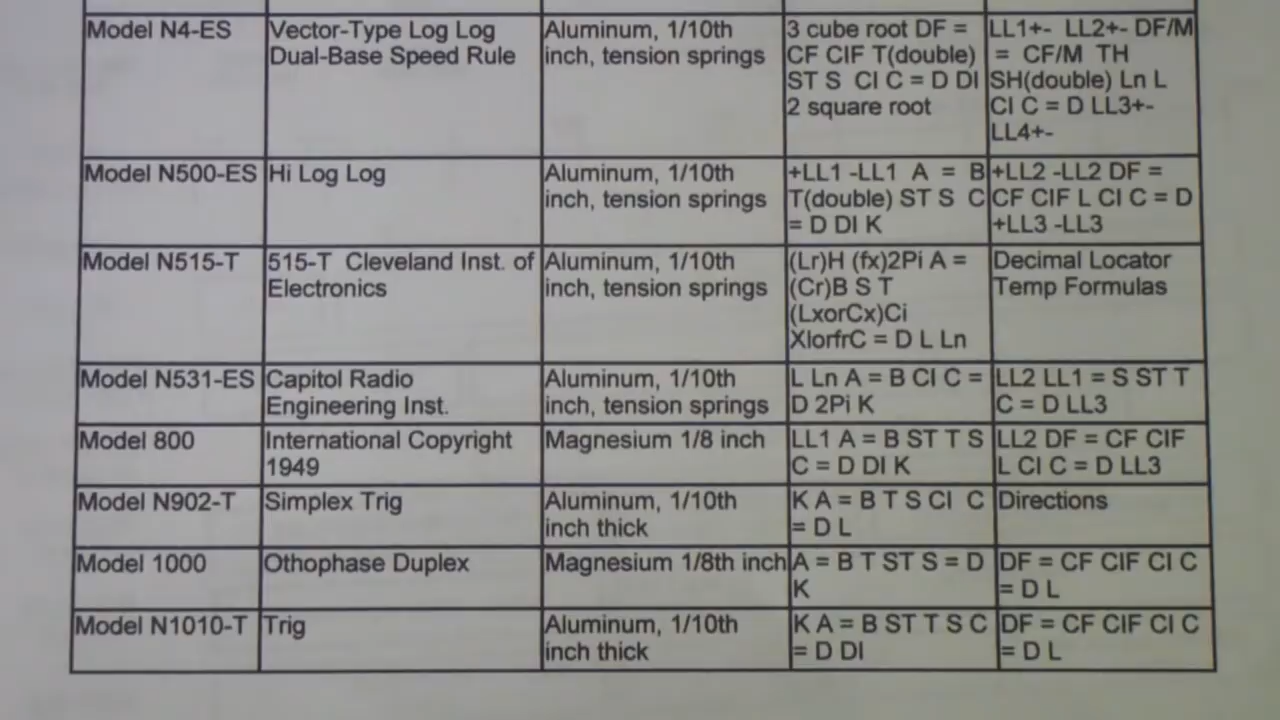 Model N4-ES
Vector-Type Log Log
Dual-Base Speed Rule
Aluminum, 1/10th
inch, tension springs
3 cube root DF =
CF CIF T(double)
ST S CI C = D DI
2 square root
LL1+- LL2+- DF/M
= CF/M TH
SH(double) Ln L
CI C = D LL3+-
LL4+-
Model N500-ES
Hi Log Log
Aluminum, 1/10th
inch, tension springs
+LL1 -LL1 A = B
T(double) ST S C
= D DI K
+LL2 -LL2 DF =
CF CIF L CI C = D
+LL3 -LL3
Model N515-T
515-T Cleveland Inst. of
Electronics
Aluminum, 1/10th
inch, tension springs
(Lr)H (fx)2Pi A =
(Cr)B S T
(LxorCx)Ci
XlorfrC = D L Ln
Decimal Locator
Temp Formulas
Model N531-ES
Capitol Radio
Engineering Inst.
Aluminum, 1/10th
inch, tension springs
L Ln A = B CI C =
D 2Pi K
LL2 LL1 = S ST T
C = D LL3
Model 800
International Copyright
1949
Magnesium 1/8 inch
LL1 A = B ST T S
C = D DI K
LL2 DF = CF CIF
L CI C = D LL3
Model N902-T
Simplex Trig
Aluminum, 1/10th
inch thick
K A = B T S CI C
= D L
Directions
Model 1000
Othophase Duplex
Magnesium 1/8th inch
A = B T ST S = D
K
DF = CF CIF CI C
= D L
Model N1010-T
Trig
Aluminum, 1/10th
inch thick
K A = B ST T S C
= D DI
DF = CF CIF CI C
= D L